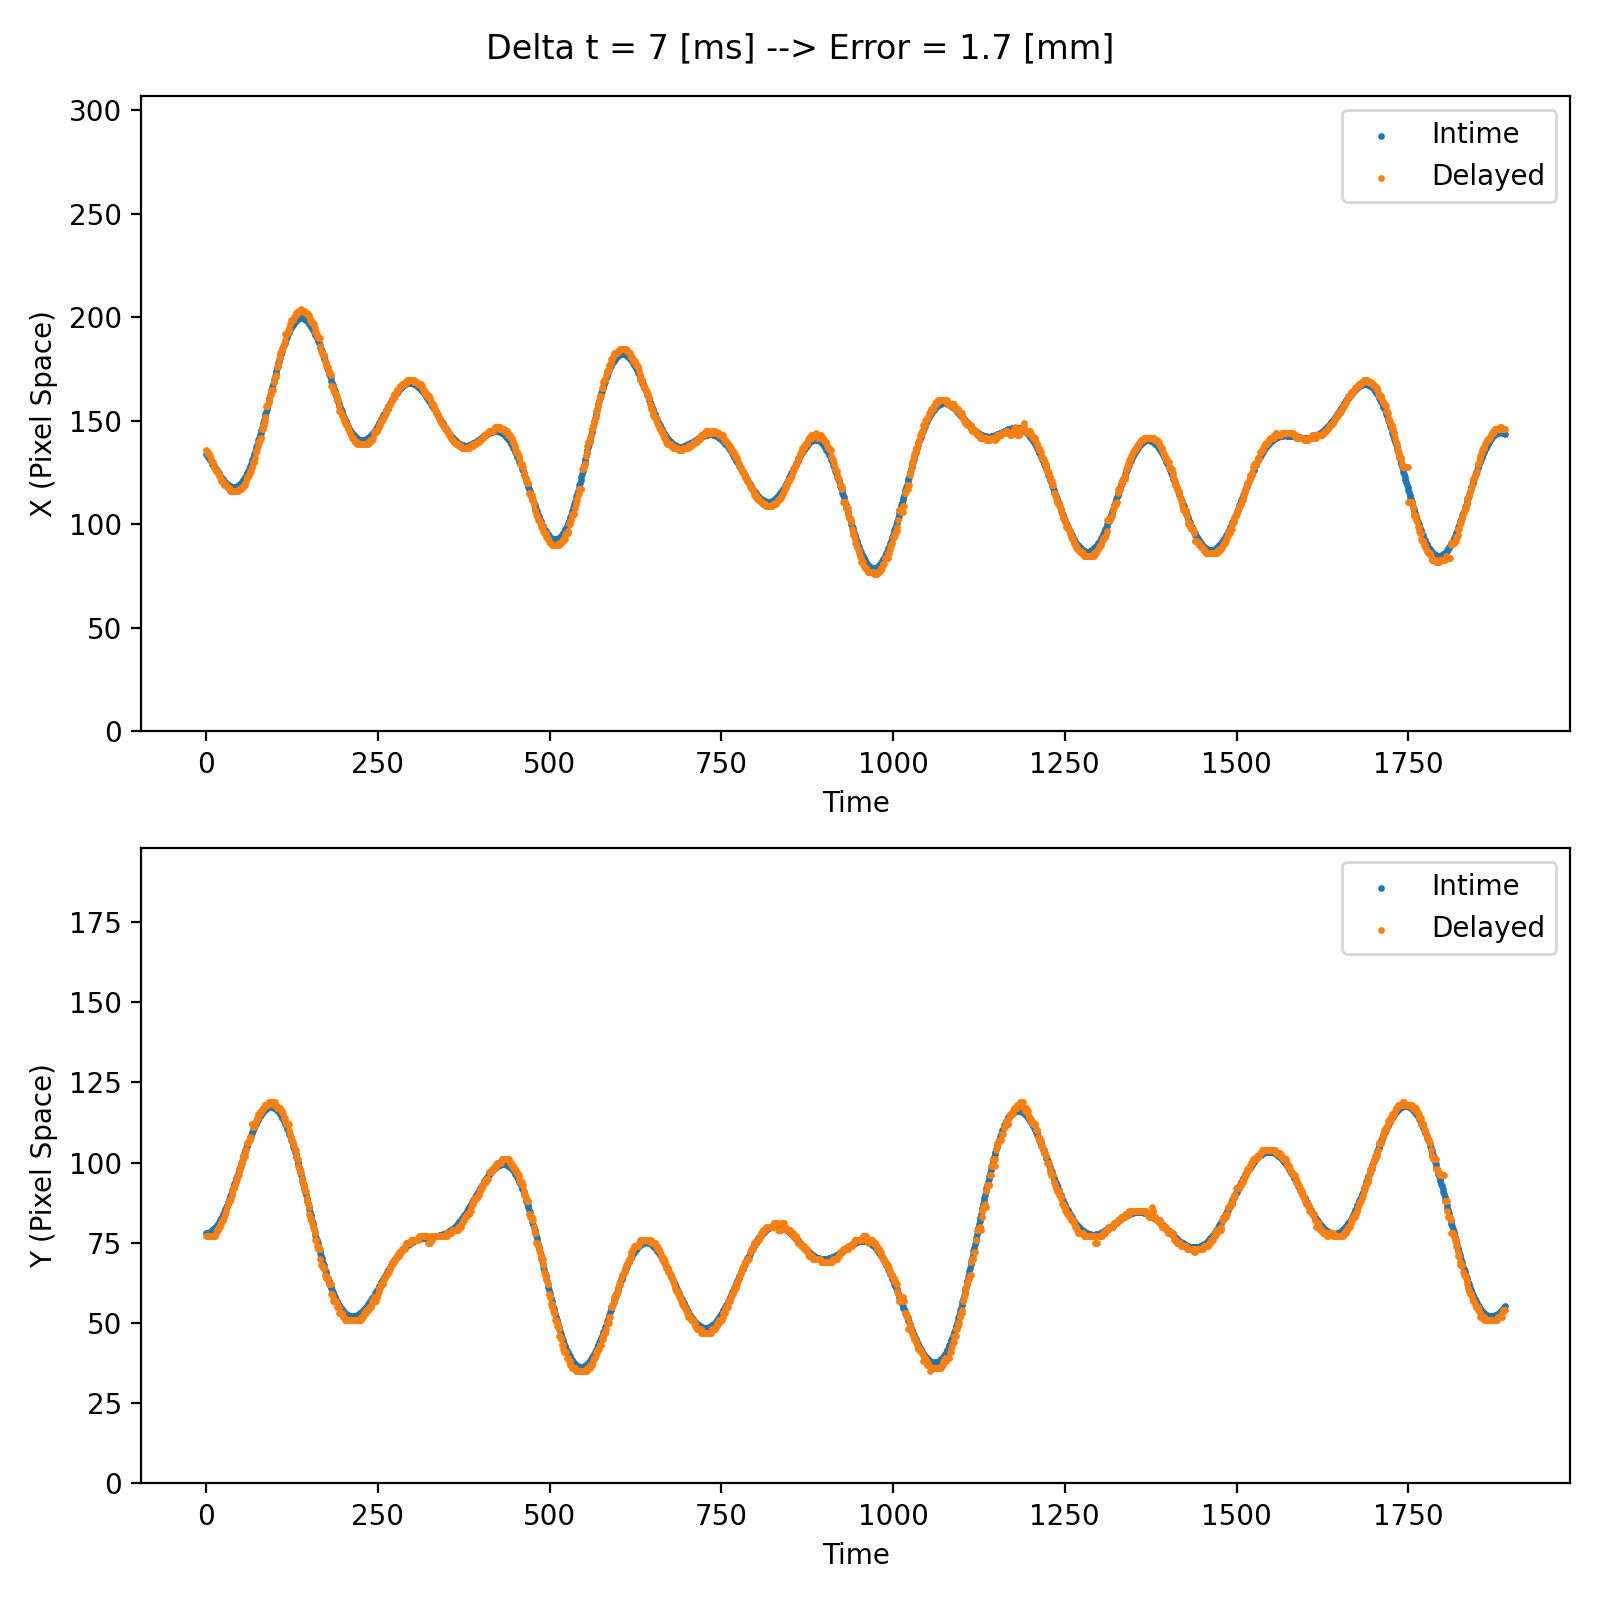 Delta t = 7 [ms] --> Error = 1.7 [mm]
300
250
200
150
100
50
0
X (Pixel Space)
Intime
Delayed
0 250 500 750 1000 1250 1500 1750
Time
175
150
125
100
75
50
25
0
Y (Pixel Space)
Intime
Delayed
0 250 500 750 1000 1250 1500 1750
Time